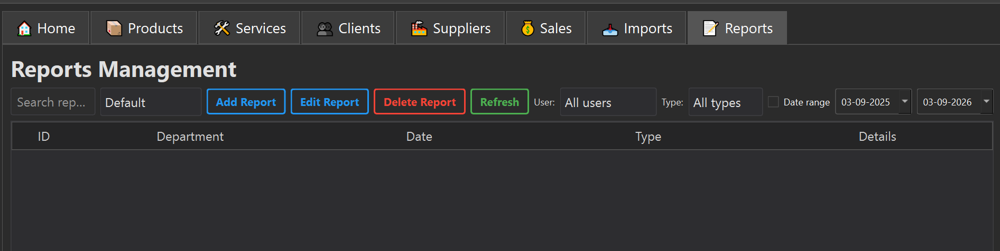 Home Products Services Clients Suppliers Sales Imports Reports
Reports Management
Search rep... Default Add Report Edit Report Delete Report Refresh User: All users Type: All types Date range 03-09-2025 03-09-2026
ID Department Date Type Details